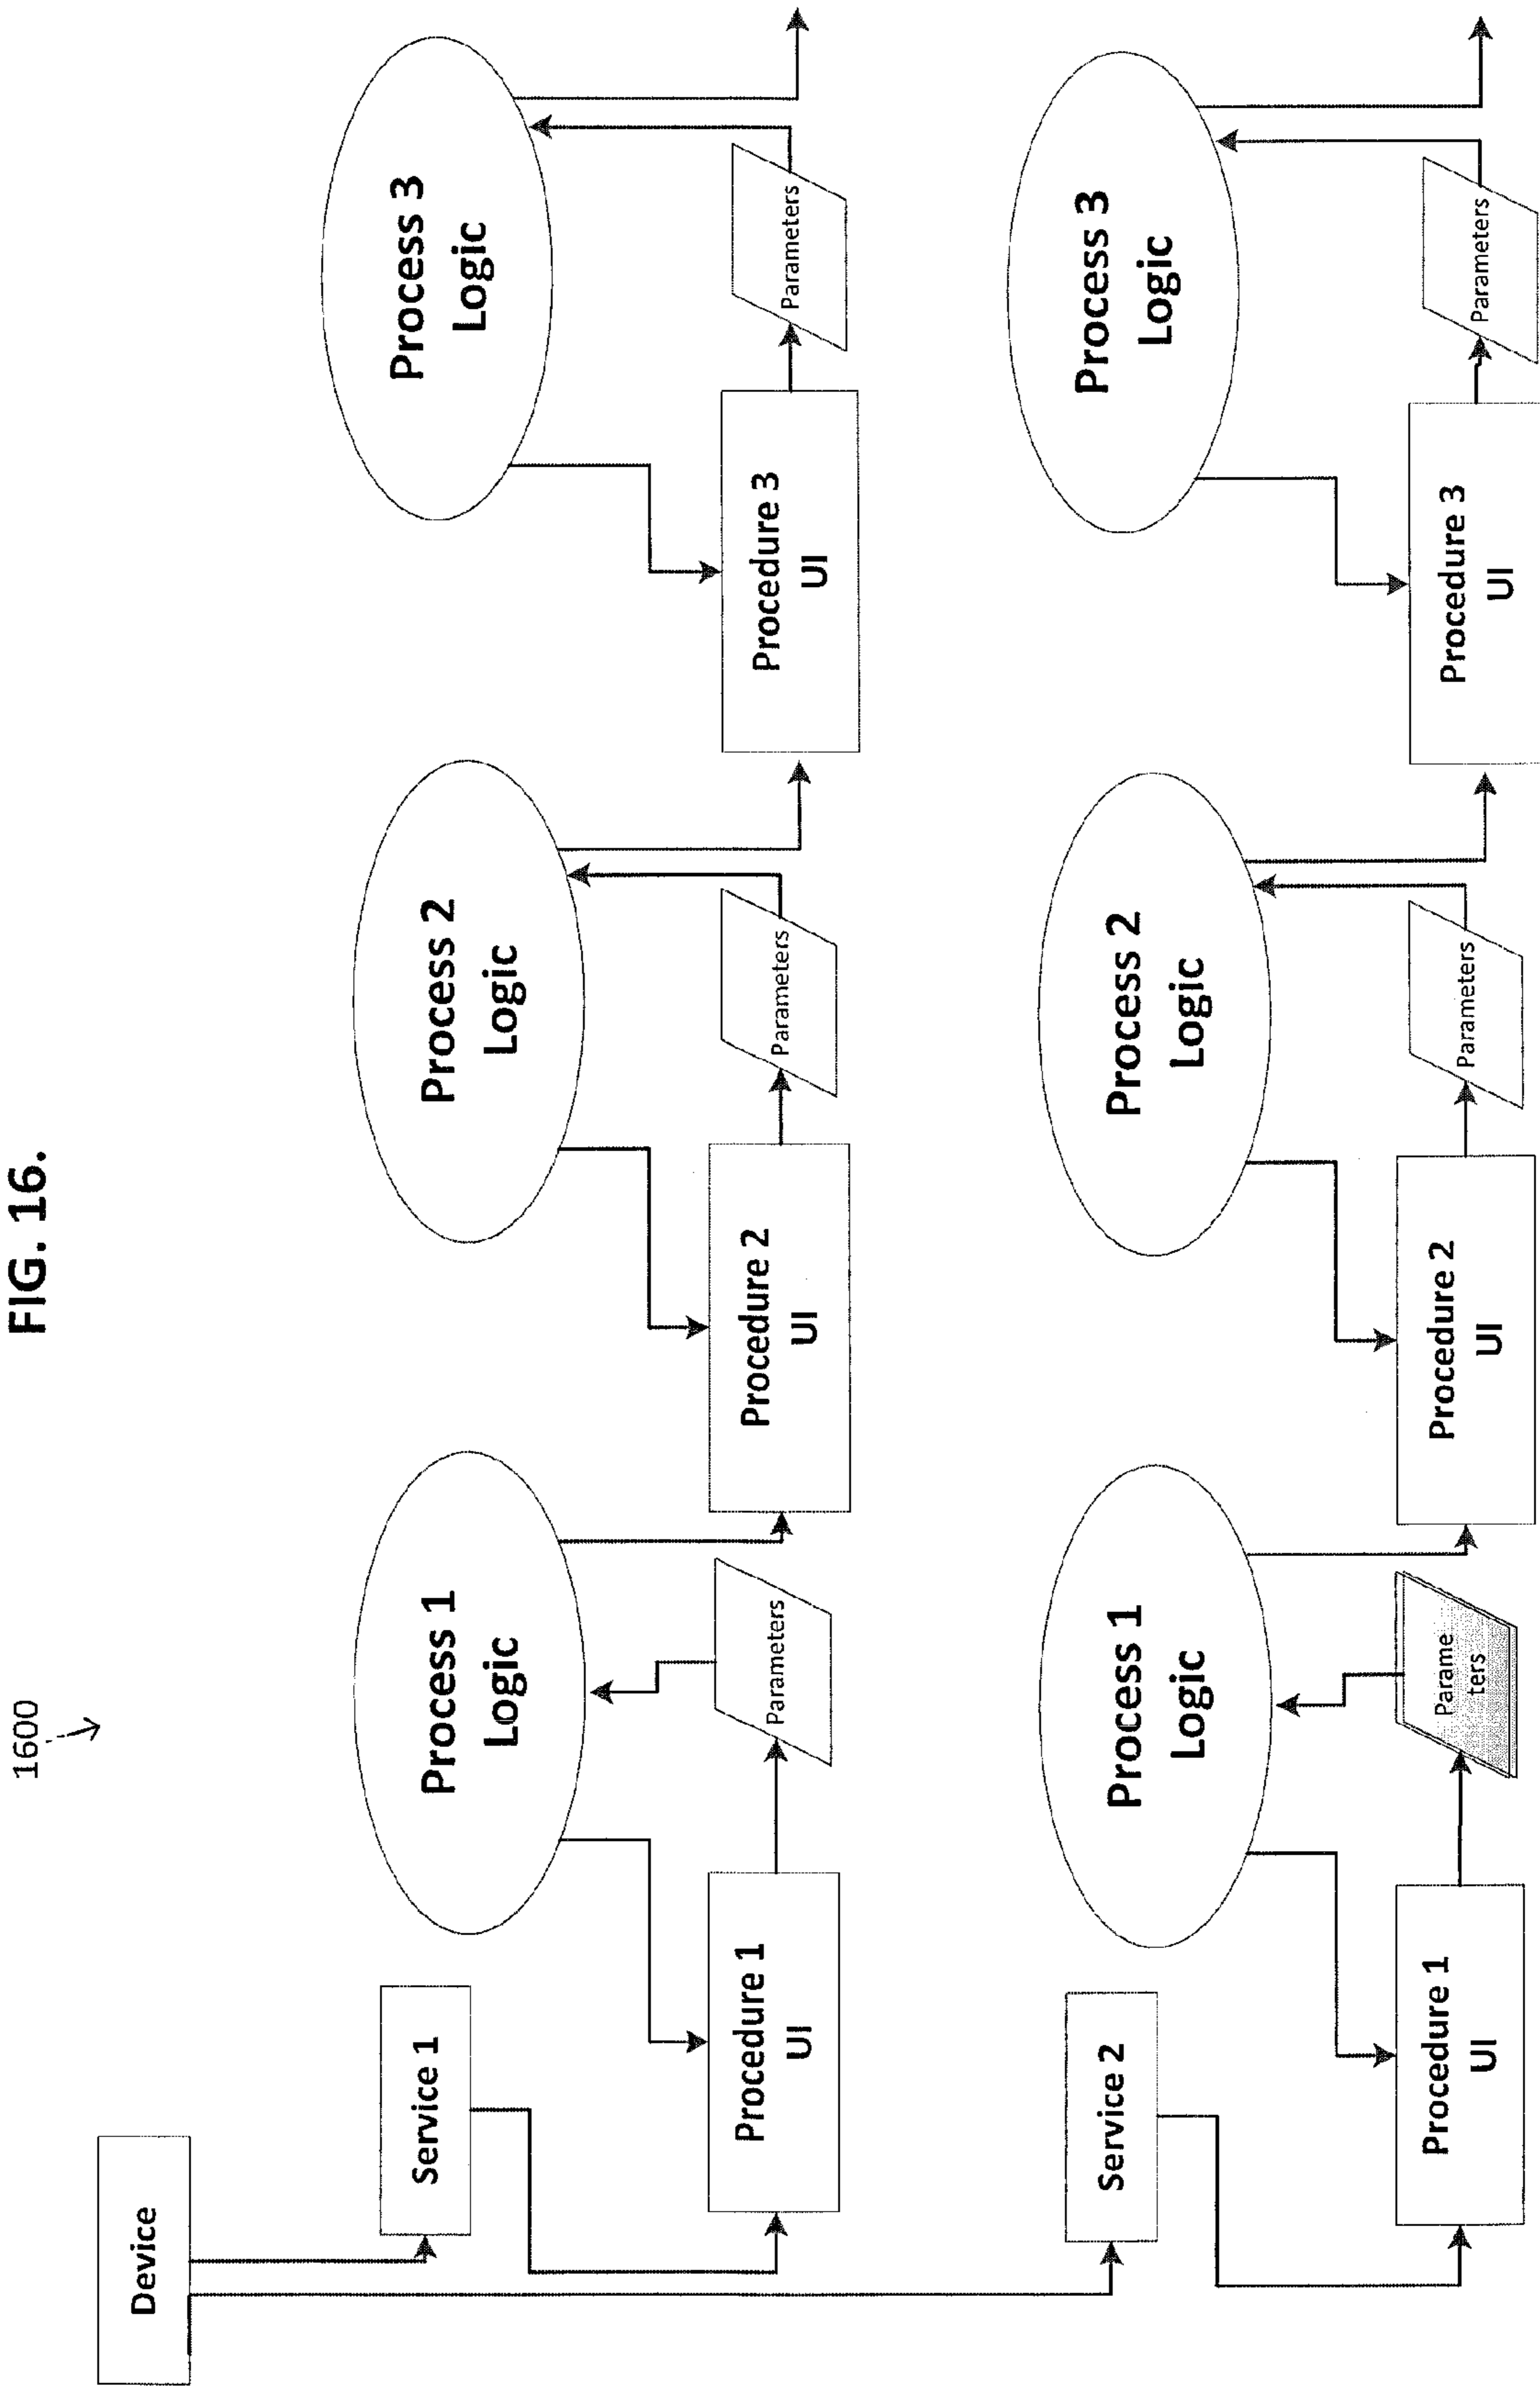 FIG. 16.
1600
Device
Service 1
Process 1
Logic
Process 2
Logic
Process 3
Logic
Procedure 1
UI
Parameters
Procedure 2
UI
Parameters
Procedure 3
UI
Parameters
Service 2
Process 1
Logic
Process 2
Logic
Process 3
Logic
Procedure 1
UI
Parame
ters
Procedure 2
UI
Parameters
Procedure 3
UI
Parameters